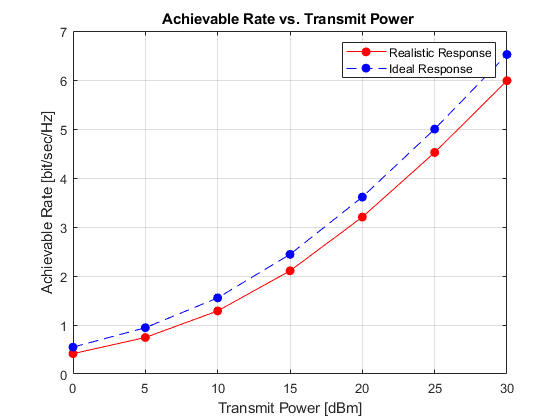 Achievable Rate vs. Transmit Power
Realistic Response
Ideal Response
Achievable Rate [bit/sec/Hz]
7
6
5
4
3
2
1
0
0 5 10 15 20 25 30
Transmit Power [dBm]